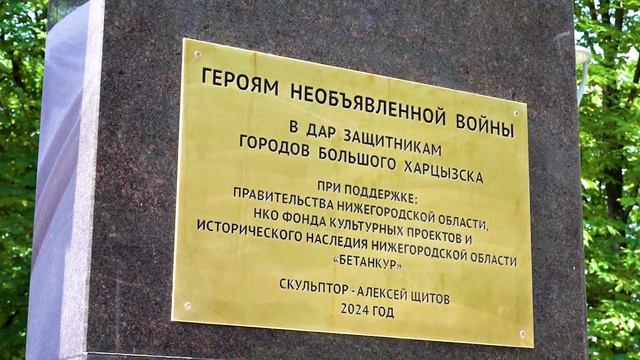 ГЕРОЯМ НЕОБЪЯВЛЕННОЙ ВОЙНЫ
В ДАР ЗАЩИТНИКАМ
ГОРОДОВ БОЛЬШОГО ХАРЦЫЗСКА
ПРИ ПОДДЕРЖКЕ:
ПРАВИТЕЛЬСТВА НИЖЕГОРОДСКОЙ ОБЛАСТИ,
НКО ФОНДА КУЛЬТУРНЫХ ПРОЕКТОВ И
ИСТОРИЧЕСКОГО НАСЛЕДИЯ НИЖЕГОРОДСКОЙ ОБЛАСТИ
«БЕТАНКУР»
СКУЛЬПТОР - АЛЕКСЕЙ ЩИТОВ
2024 ГОД